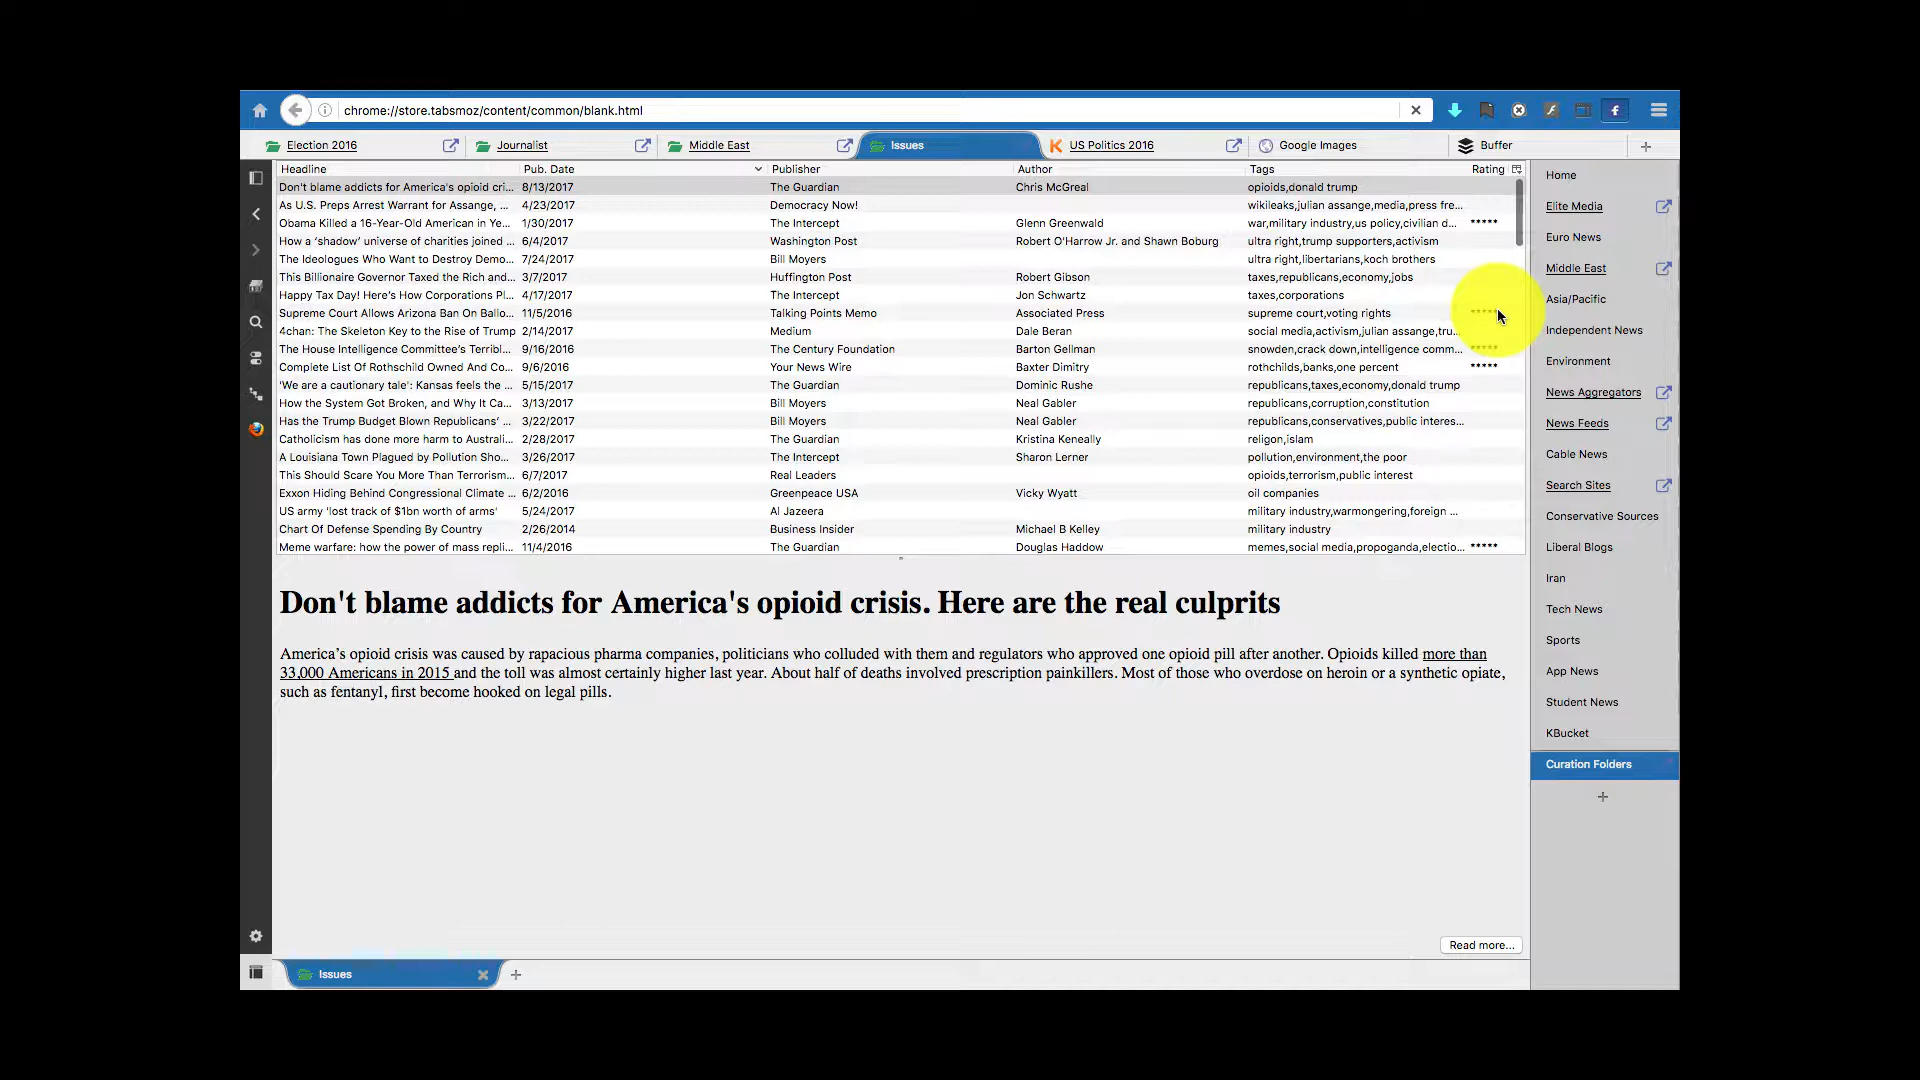 chrome://store.tabsmoz/content/common/blank.html
Election 2016 Journalist Middle East Issues US Politics 2016 Google Images Buffer
Headline Pub. Date Publisher Author Tags Rating
Don't blame addicts for America's opioid cri... 8/13/2017 The Guardian Chris McGreal opioids,donald trump
As U.S. Preps Arrest Warrant for Assange, ... 4/23/2017 Democracy Now! wikileaks,julian assange,media,press fre...
Obama Killed a 16-Year-Old American in Ye... 1/30/2017 The Intercept Glenn Greenwald war,military industry,us policy,civilian d... *****
How a ‘shadow’ universe of charities joined ... 6/4/2017 Washington Post Robert O'Harrow Jr. and Shawn Boburg ultra right,trump supporters,activism
The Ideologues Who Want to Destroy Demo... 7/24/2017 Bill Moyers ultra right,libertarians,koch brothers
This Billionaire Governor Taxed the Rich and... 3/7/2017 Huffington Post Robert Gibson taxes,republicans,economy,jobs
Happy Tax Day! Here’s How Corporations Pl... 4/17/2017 The Intercept Jon Schwartz taxes,corporations
Supreme Court Allows Arizona Ban On Ballo... 11/5/2016 Talking Points Memo Associated Press supreme court,voting rights *****
4chan: The Skeleton Key to the Rise of Trump 2/14/2017 Medium Dale Beran social media,activism,julian assange,tru...
The House Intelligence Committee’s Terribl... 9/16/2016 The Century Foundation Barton Gellman snowden,crack down,intelligence comm... *****
Complete List Of Rothschild Owned And Co... 9/6/2016 Your News Wire Baxter Dimitry rothchilds,banks,one percent *****
'We are a cautionary tale': Kansas feels the ... 5/15/2017 The Guardian Dominic Rushe republicans,taxes,economy,donald trump
How the System Got Broken, and Why It Ca... 3/13/2017 Bill Moyers Neal Gabler republicans,corruption,constitution
Has the Trump Budget Blown Republicans’ ... 3/22/2017 Bill Moyers Neal Gabler republicans,conservatives,public interes...
Catholicism has done more harm to Australi... 2/28/2017 The Guardian Kristina Keneally religon,islam
A Louisiana Town Plagued by Pollution Sho... 3/26/2017 The Intercept Sharon Lerner pollution,environment,the poor
This Should Scare You More Than Terrorism... 6/7/2017 Real Leaders opioids,terrorism,public interest
Exxon Hiding Behind Congressional Climate ... 6/2/2016 Greenpeace USA Vicky Wyatt oil companies
US army ‘lost track of $1bn worth of arms’ 5/24/2017 Al Jazeera military industry,warmongering,foreign ...
Chart Of Defense Spending By Country 2/26/2014 Business Insider Michael B Kelley military industry
Meme warfare: how the power of mass repli... 11/4/2016 The Guardian Douglas Haddow memes,social media,propoganda,electio... *****
Don't blame addicts for America's opioid crisis. Here are the real culprits
America’s opioid crisis was caused by rapacious pharma companies, politicians who colluded with them and regulators who approved one opioid pill after another. Opioids killed more than
33,000 Americans in 2015 and the toll was almost certainly higher last year. About half of deaths involved prescription painkillers. Most of those who overdose on heroin or a synthetic opiate,
such as fentanyl, first become hooked on legal pills.
Read more...
Issues
Home
Elite Media
Euro News
Middle East
Asia/Pacific
Independent News
Environment
News Aggregators
News Feeds
Cable News
Search Sites
Conservative Sources
Liberal Blogs
Iran
Tech News
Sports
App News
Student News
KBucket
Curation Folders